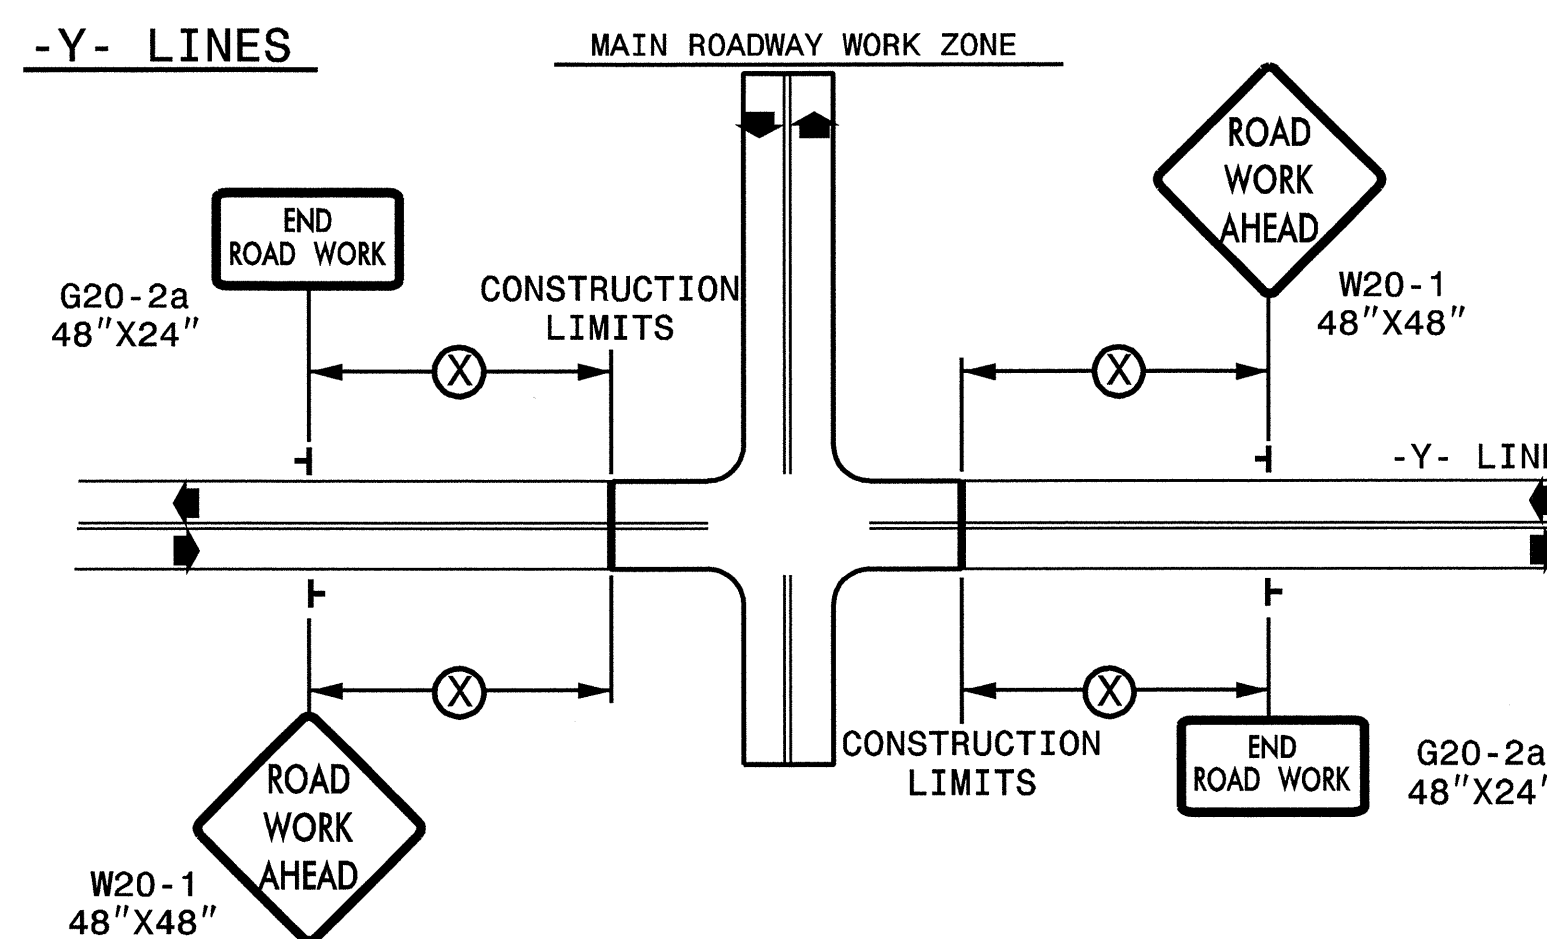 -Y- LINES
MAIN ROADWAY WORK ZONE
ROAD
WORK
AHEAD
END
ROAD WORK
G20-2a
48"X24"
CONSTRUCTION
LIMITS
W20-1
48"X48"
X
X
-Y-
X
X
CONSTRUCTION
LIMITS
END
ROAD WORK
G20-2a
48"X24"
ROAD
WORK
AHEAD
W20-1
48"X48"